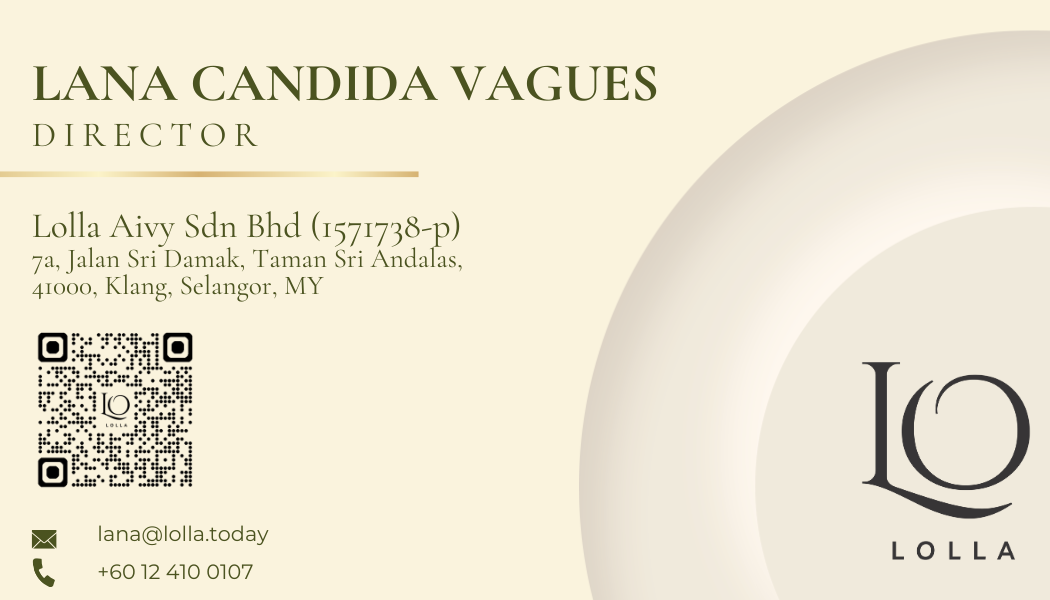 LANA CANDIDA VAGUES
DIRECTOR
Lolla Aivy Sdn Bhd (1571738-p)
7a, Jalan Sri Damak, Taman Sri Andalas,
41000, Klang, Selangor, MY
LO
LOLLA
lana@lolla.today
+60 12 410 0107
LO
LOLLA